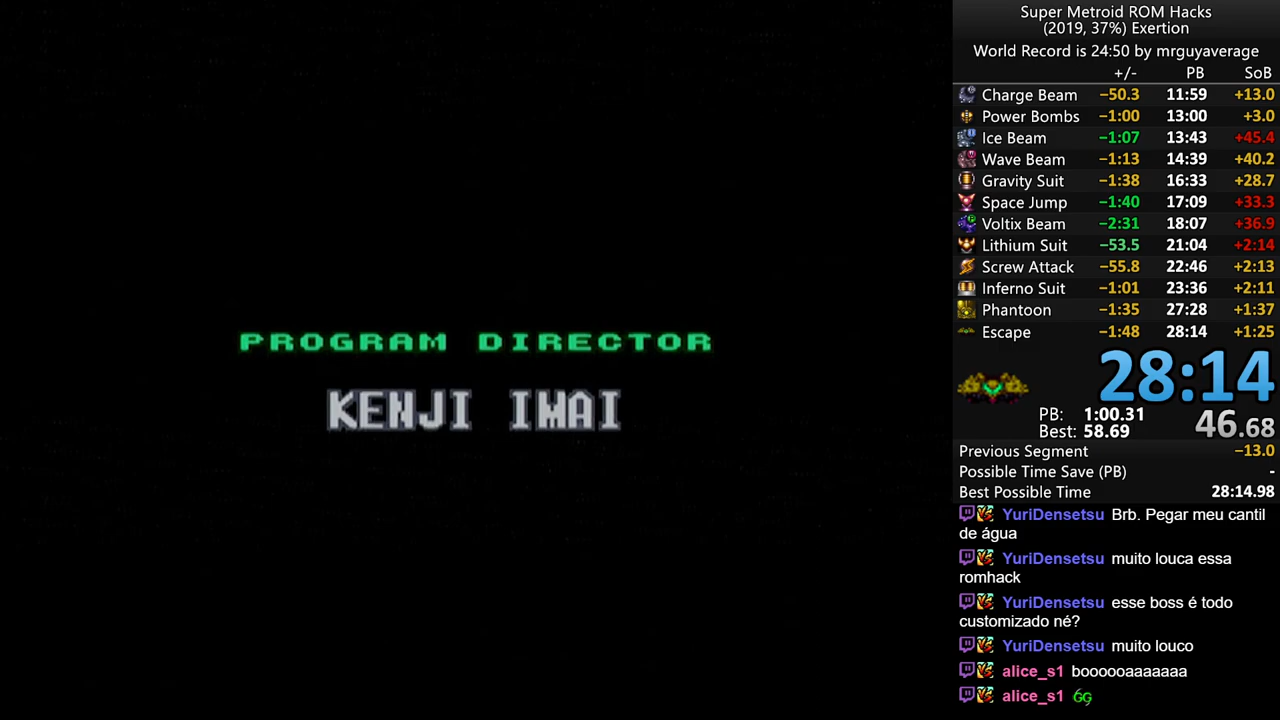 PROGRAM DIRECTOR
KENJI IWAI
Super Metroid ROM Hacks
(2019, 37%) Exertion
World Record is 24:50 by mrguyaverage
+/- PB SoB
Charge Beam −50.3 11:59 +13.0
Power Bombs −1:00 13:00 +3.0
Ice Beam −1:07 13:43 +45.4
Wave Beam −1:13 14:39 +40.2
Gravity Suit −1:38 16:33 +28.7
Space Jump −1:40 17:09 +33.3
Voltix Beam −2:31 18:07 +36.9
Lithium Suit −53.5 21:04 +2:14
Screw Attack −55.8 22:46 +2:13
Inferno Suit −1:01 23:36 +2:11
Phantoon −1:35 27:28 +1:37
Escape −1:48 28:14 +1:25
28:14
PB: 1:00.31
Best: 58.69
46.68
Previous Segment −13.0
Possible Time Save (PB) -
Best Possible Time 28:14.98
YuriDensetsu Brb. Pegar meu cantil
de água
YuriDensetsu muito louca essa
romhack
YuriDensetsu esse boss é todo
customizado né?
YuriDensetsu muito louco
alice_s1 boooooaaaaaaa
alice_s1 GG